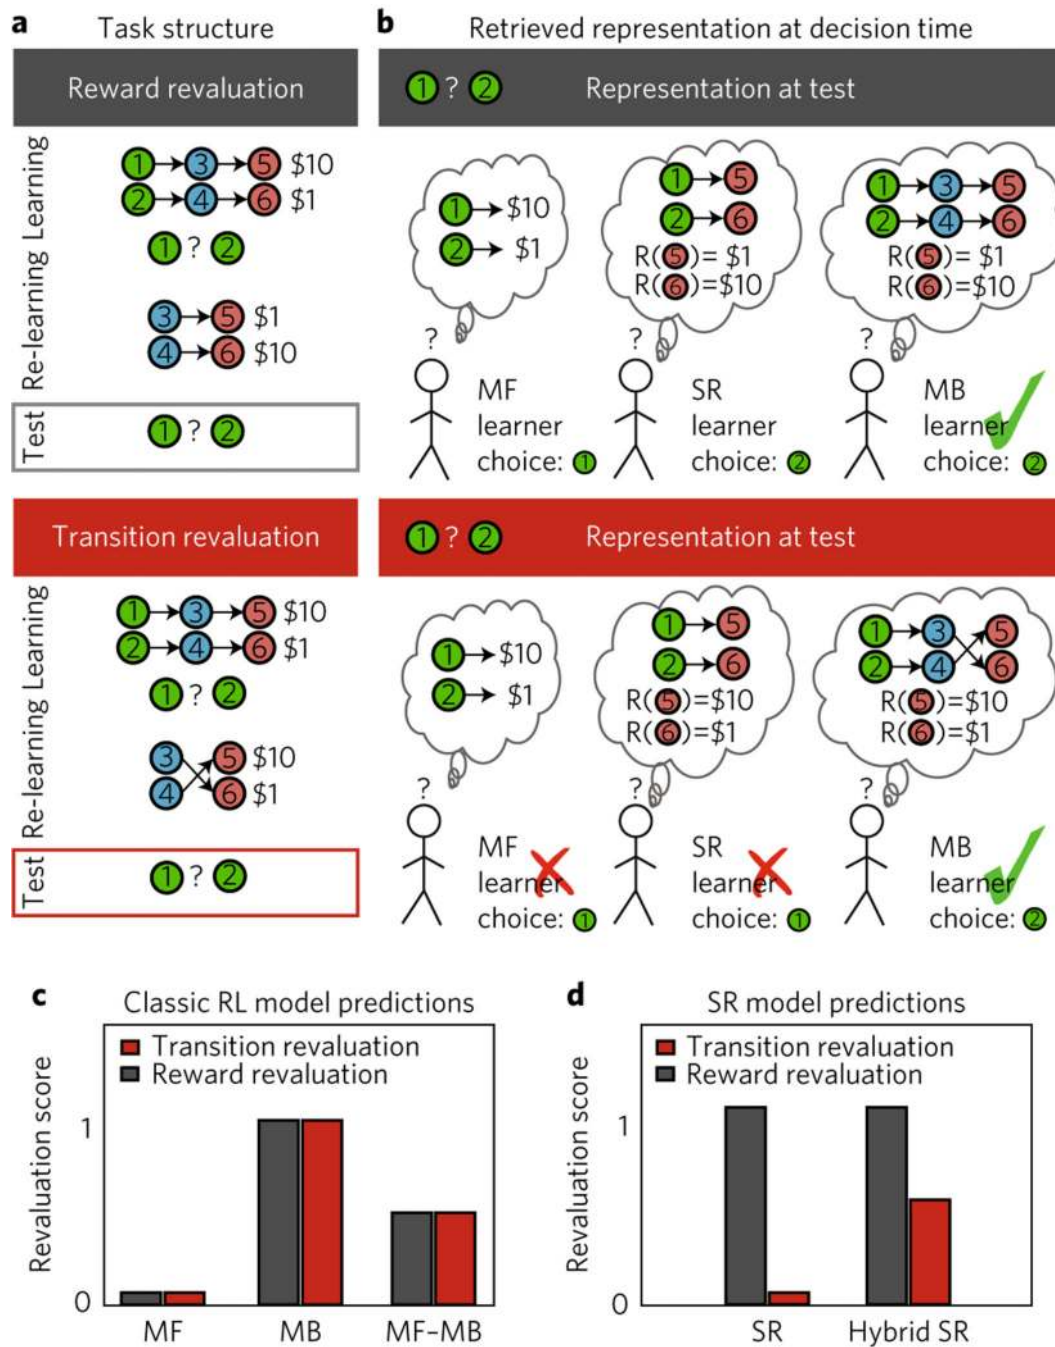 a Task structure
Reward revaluation
Learning
1 3 5 $10
2 4 6 $1
1 ? 2
Re-learning
3 5 $1
4 6 $10
Test
1 ? 2
Transition revaluation
Learning
1 3 5 $10
2 4 6 $1
1 ? 2
Re-learning
3 5 $10
4 6 $1
Test
1 ? 2
b Retrieved representation at decision time
1 ? 2 Representation at test
1 $10
2 $1
?
MF
learner
choice: 1
1 5
2 6
R(5)= $1
R(6)=$10
?
SR
learner
choice: 2
1 3 5
2 4 6
R(5)= $1
R(6)=$10
?
MB
learner
choice: 2
1 ? 2 Representation at test
1 $10
2 $1
?
MF
learner
choice: 1
1 5
2 6
R(5)=$10
R(6)=$1
?
SR
learner
choice: 1
1 3 5
2 4 6
R(5)=$10
R(6)=$1
?
MB
learner
choice: 2
c Classic RL model predictions
Transition revaluation
Reward revaluation
Revaluation score
1
0
MF MB MF–MB
d SR model predictions
Transition revaluation
Reward revaluation
Revaluation score
1
0
SR Hybrid SR